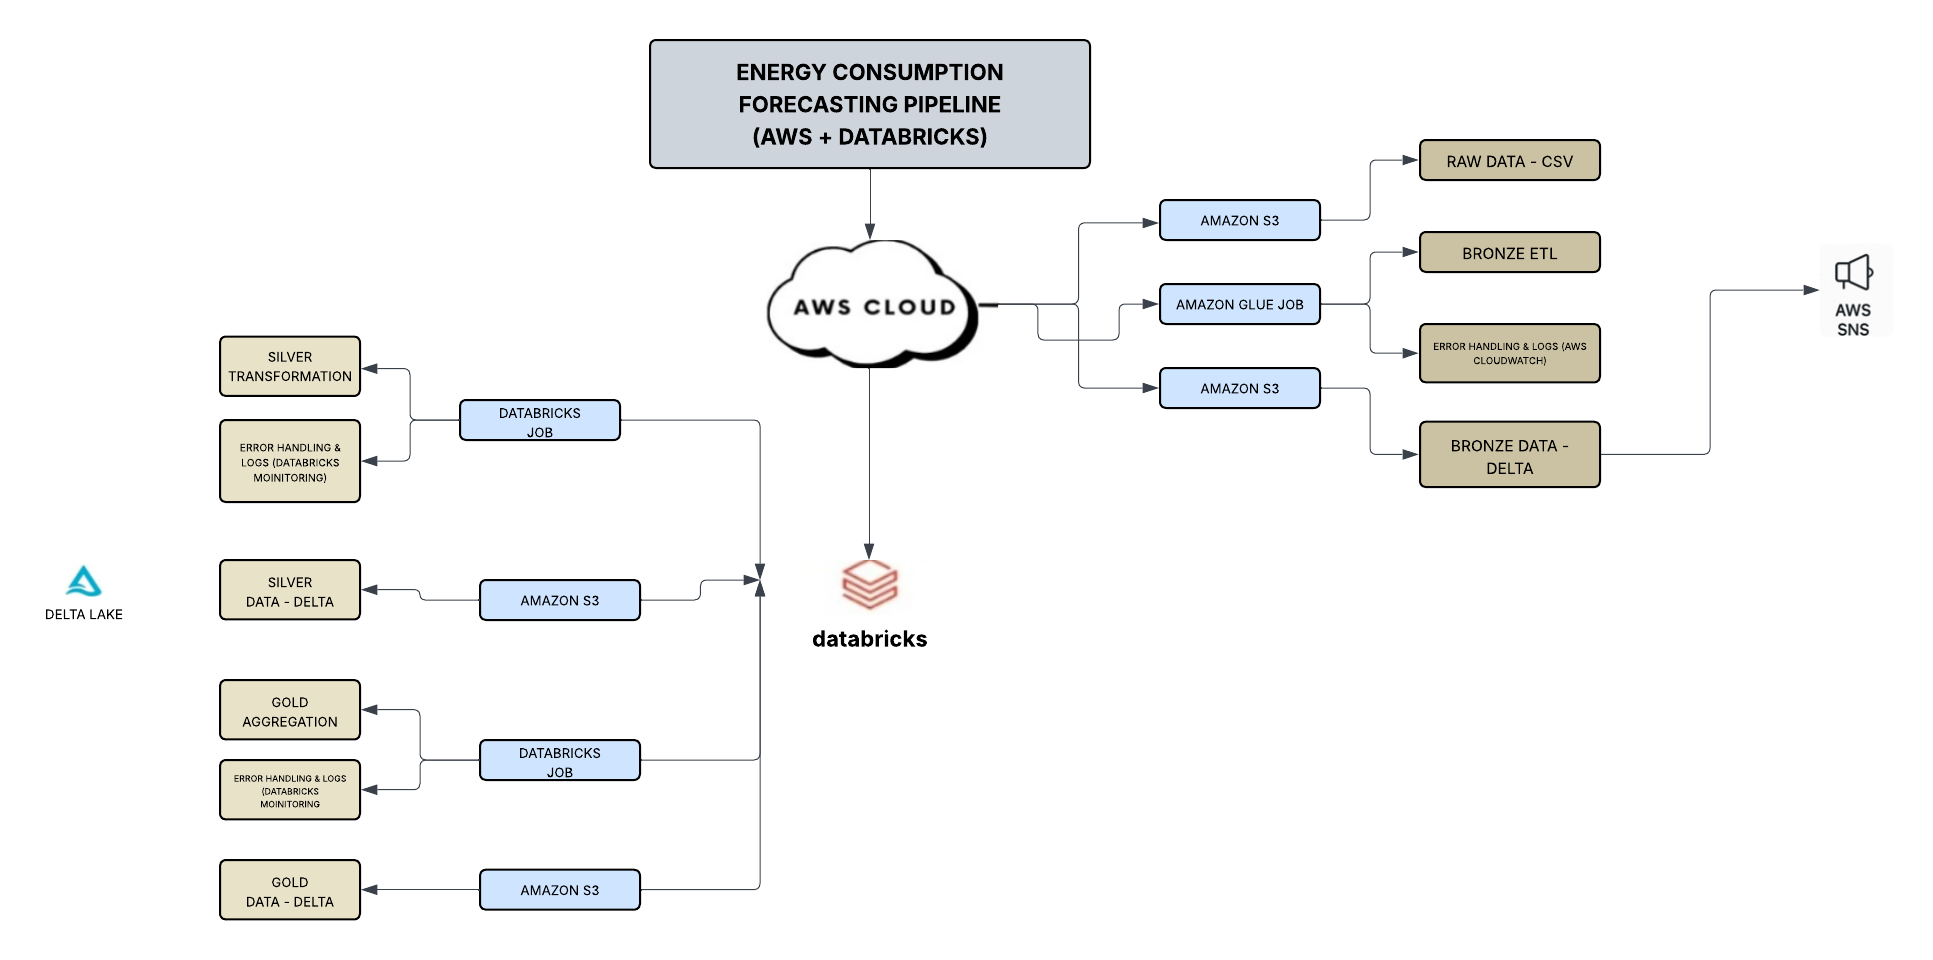 ENERGY CONSUMPTION
FORECASTING PIPELINE
(AWS + DATABRICKS)
AWS CLOUD
AMAZON S3
RAW DATA - CSV
AMAZON GLUE JOB
BRONZE ETL
ERROR HANDLING & LOGS (AWS
CLOUDWATCH)
AMAZON S3
BRONZE DATA -
DELTA
AWS
SNS
databricks
DATABRICKS
JOB
SILVER
TRANSFORMATION
ERROR HANDLING &
LOGS (DATABRICKS
MOINITORING)
AMAZON S3
SILVER
DATA - DELTA
DELTA LAKE
DATABRICKS
JOB
GOLD
AGGREGATION
ERROR HANDLING & LOGS
(DATABRICKS
MOINITORING
AMAZON S3
GOLD
DATA - DELTA